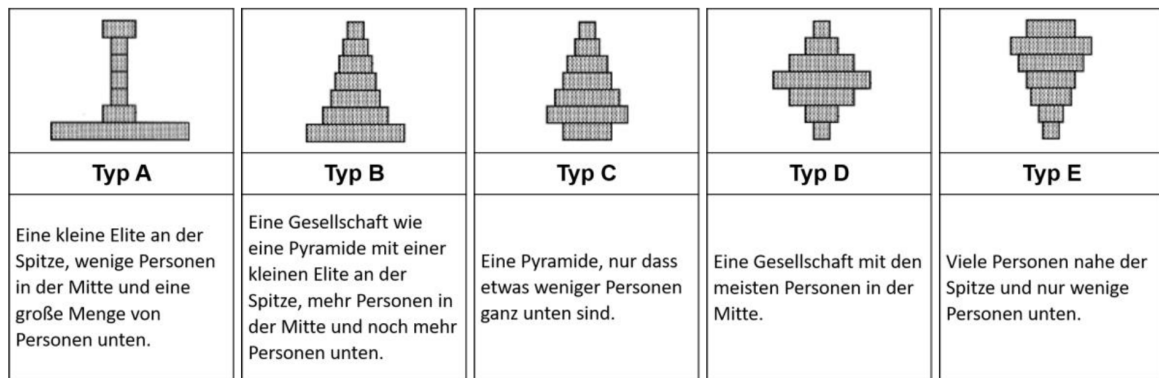 Typ A
Typ B
Typ C
Typ D
Typ E
Eine kleine Elite an der
Spitze, wenige Personen
in der Mitte und eine
große Menge von
Personen unten.
Eine Gesellschaft wie
eine Pyramide mit einer
kleinen Elite an der
Spitze, mehr Personen in
der Mitte und noch mehr
Personen unten.
Eine Pyramide, nur dass
etwas weniger Personen
ganz unten sind.
Eine Gesellschaft mit den
meisten Personen in der
Mitte.
Viele Personen nahe der
Spitze und nur wenige
Personen unten.